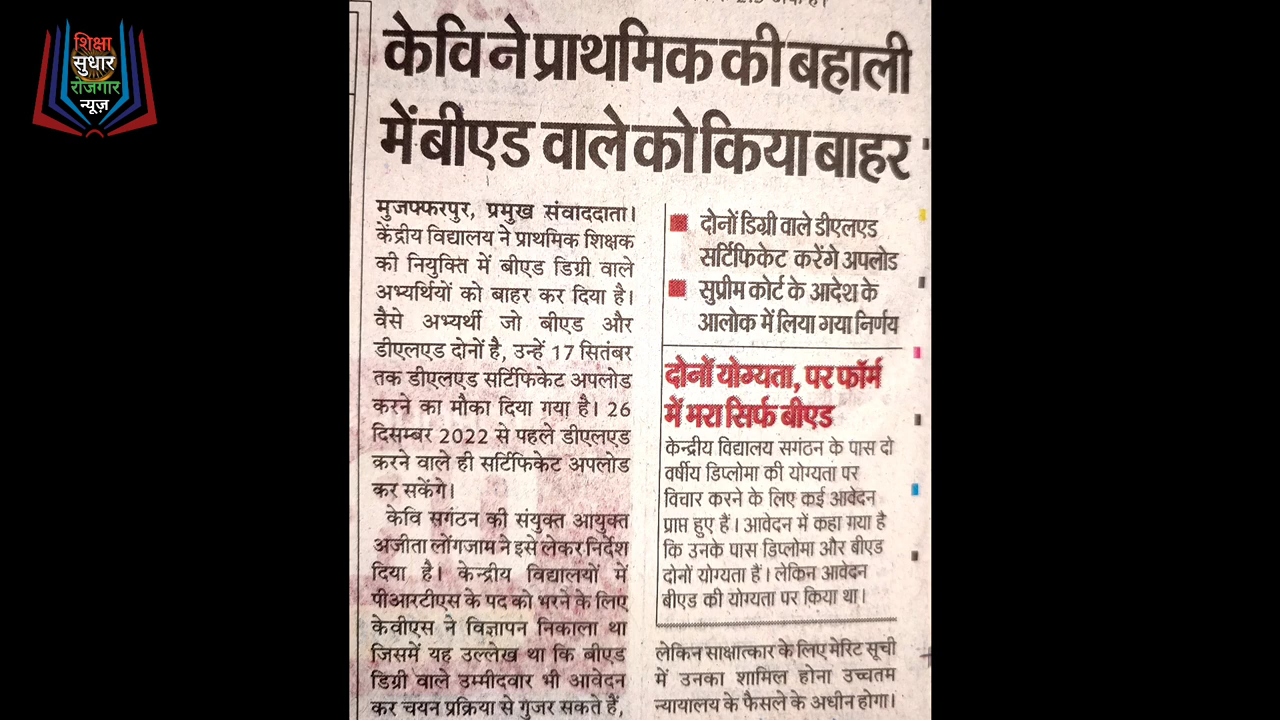 शिक्षा
सुधार
रोजगार
न्यूज़
केवि ने प्राथमिक की बहाली
में बीएड वाले को किया बाहर
मुजफ्फरपुर, प्रमुख संवाददाता।
केंद्रीय विद्यालय ने प्राथमिक शिक्षक
की नियुक्ति में बीएड डिग्री वाले
अभ्यर्थियों को बाहर कर दिया है।
वैसे अभ्यर्थी जो बीएड और
डीएलएड दोनों है, उन्हें 17 सितंबर
तक डीएलएड सर्टिफिकेट अपलोड
करने का मौका दिया गया है। 26
दिसम्बर 2022 से पहले डीएलएड
करने वाले ही सर्टिफिकेट अपलोड
कर सकेंगे।
केवि सगंठन की संयुक्त आयुक्त
अजीता लोंगजाम ने इसे लेकर निर्देश
दिया है। केन्द्रीय विद्यालयों में
पीआरटीएस के पद को भरने के लिए
केवीएस ने विज्ञापन निकाला था
जिसमें यह उल्लेख था कि बीएड
डिग्री वाले उम्मीदवार भी आवेदन
कर चयन प्रक्रिया से गुजर सकते हैं,
दोनों डिग्री वाले डीएलएड
सर्टिफिकेट करेंगे अपलोड
सुप्रीम कोर्ट के आदेश के
आलोक में लिया गया निर्णय
दोनों योग्यता, पर फॉर्म
में भरा सिर्फ बीएड
केन्द्रीय विद्यालय सगंठन के पास दो
वर्षीय डिप्लोमा की योग्यता पर
विचार करने के लिए कई आवेदन
प्राप्त हुए हैं। आवेदन में कहा गया है
कि उनके पास डिप्लोमा और बीएड
दोनों योग्यता हैं। लेकिन आवेदन
बीएड की योग्यता पर किया था।
लेकिन साक्षात्कार के लिए मेरिट सूची
में उनका शामिल होना उच्चतम
न्यायालय के फैसले के अधीन होगा।